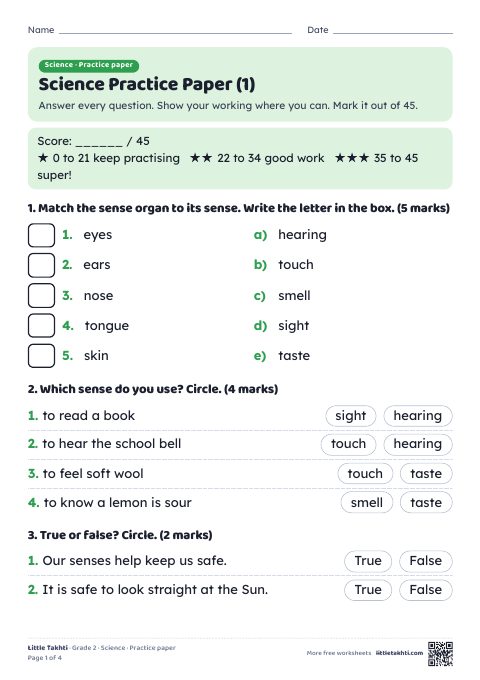 Name Date
Science · Practice paper
Science Practice Paper (1)
Answer every question. Show your working where you can. Mark it out of 45.
Score: ______ / 45
★ 0 to 21 keep practising ★★ 22 to 34 good work ★★★ 35 to 45
super!
1. Match the sense organ to its sense. Write the letter in the box. (5 marks)
1. eyes a) hearing
2. ears b) touch
3. nose c) smell
4. tongue d) sight
5. skin e) taste
2. Which sense do you use? Circle. (4 marks)
1. to read a book sight hearing
2. to hear the school bell touch hearing
3. to feel soft wool touch taste
4. to know a lemon is sour smell taste
3. True or false? Circle. (2 marks)
1. Our senses help keep us safe. True False
2. It is safe to look straight at the Sun. True False
Little Takhti · Grade 2 · Science · Practice paper
Page 1 of 4
More free worksheets littletakhti.com